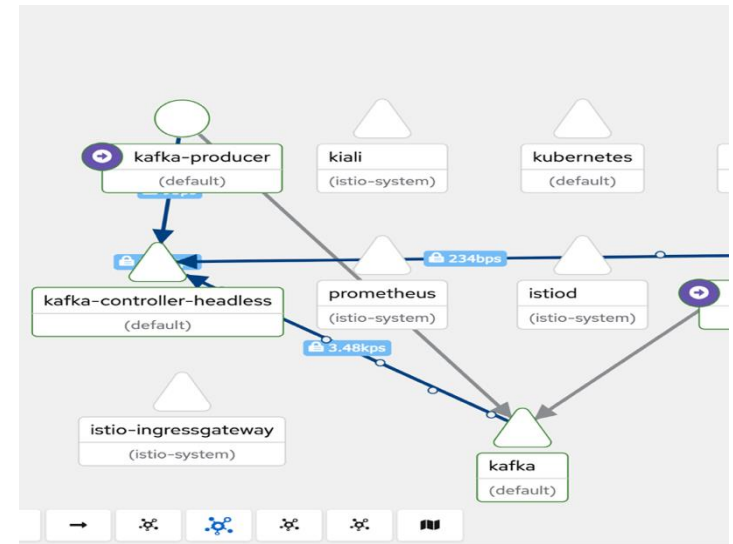 kafka-producer
(default)
kiali
(istio-system)
kubernetes
(default)
234bps
kafka-controller-headless
(default)
prometheus
(istio-system)
istiod
(istio-system)
3.48kps
istio-ingressgateway
(istio-system)
kafka
(default)